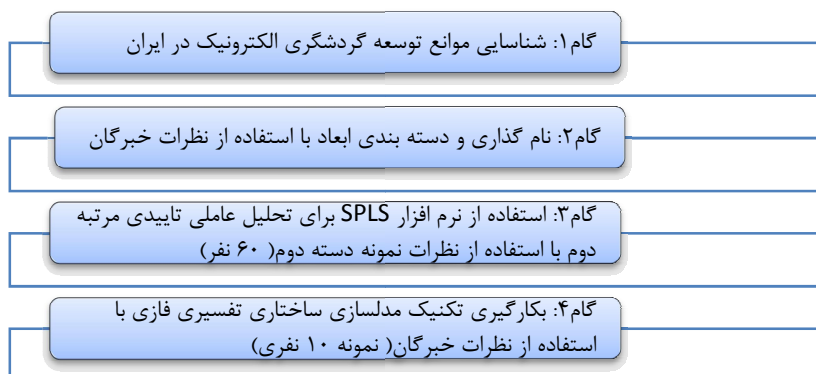 گام۱: شناسایی موانع توسعه گردشگری الکترونیک در ایران
گام۲: نام گذاری و دسته بندی ابعاد با استفاده از نظرات خبرگان
گام۳: استفاده از نرم افزار SPLS برای تحلیل عاملی تاییدی مرتبه
دوم با استفاده از نظرات نمونه دسته دوم( ۶۰ نفر)
گام۴: بکارگیری تکنیک مدلسازی ساختاری تفسیری فازی با
استفاده از نظرات خبرگان( نمونه ۱۰ نفری)